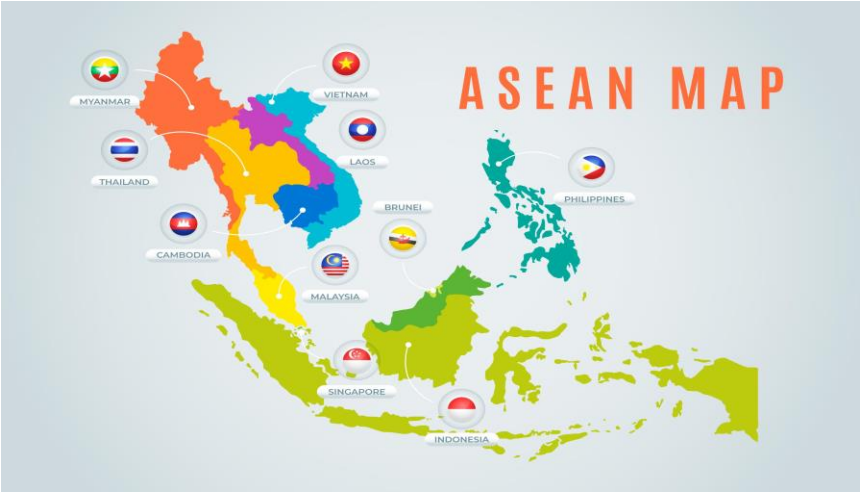 ASEAN MAP
MYANMAR
VIETNAM
LAOS
THAILAND
PHILIPPINES
BRUNEI
CAMBODIA
MALAYSIA
SINGAPORE
INDONESIA